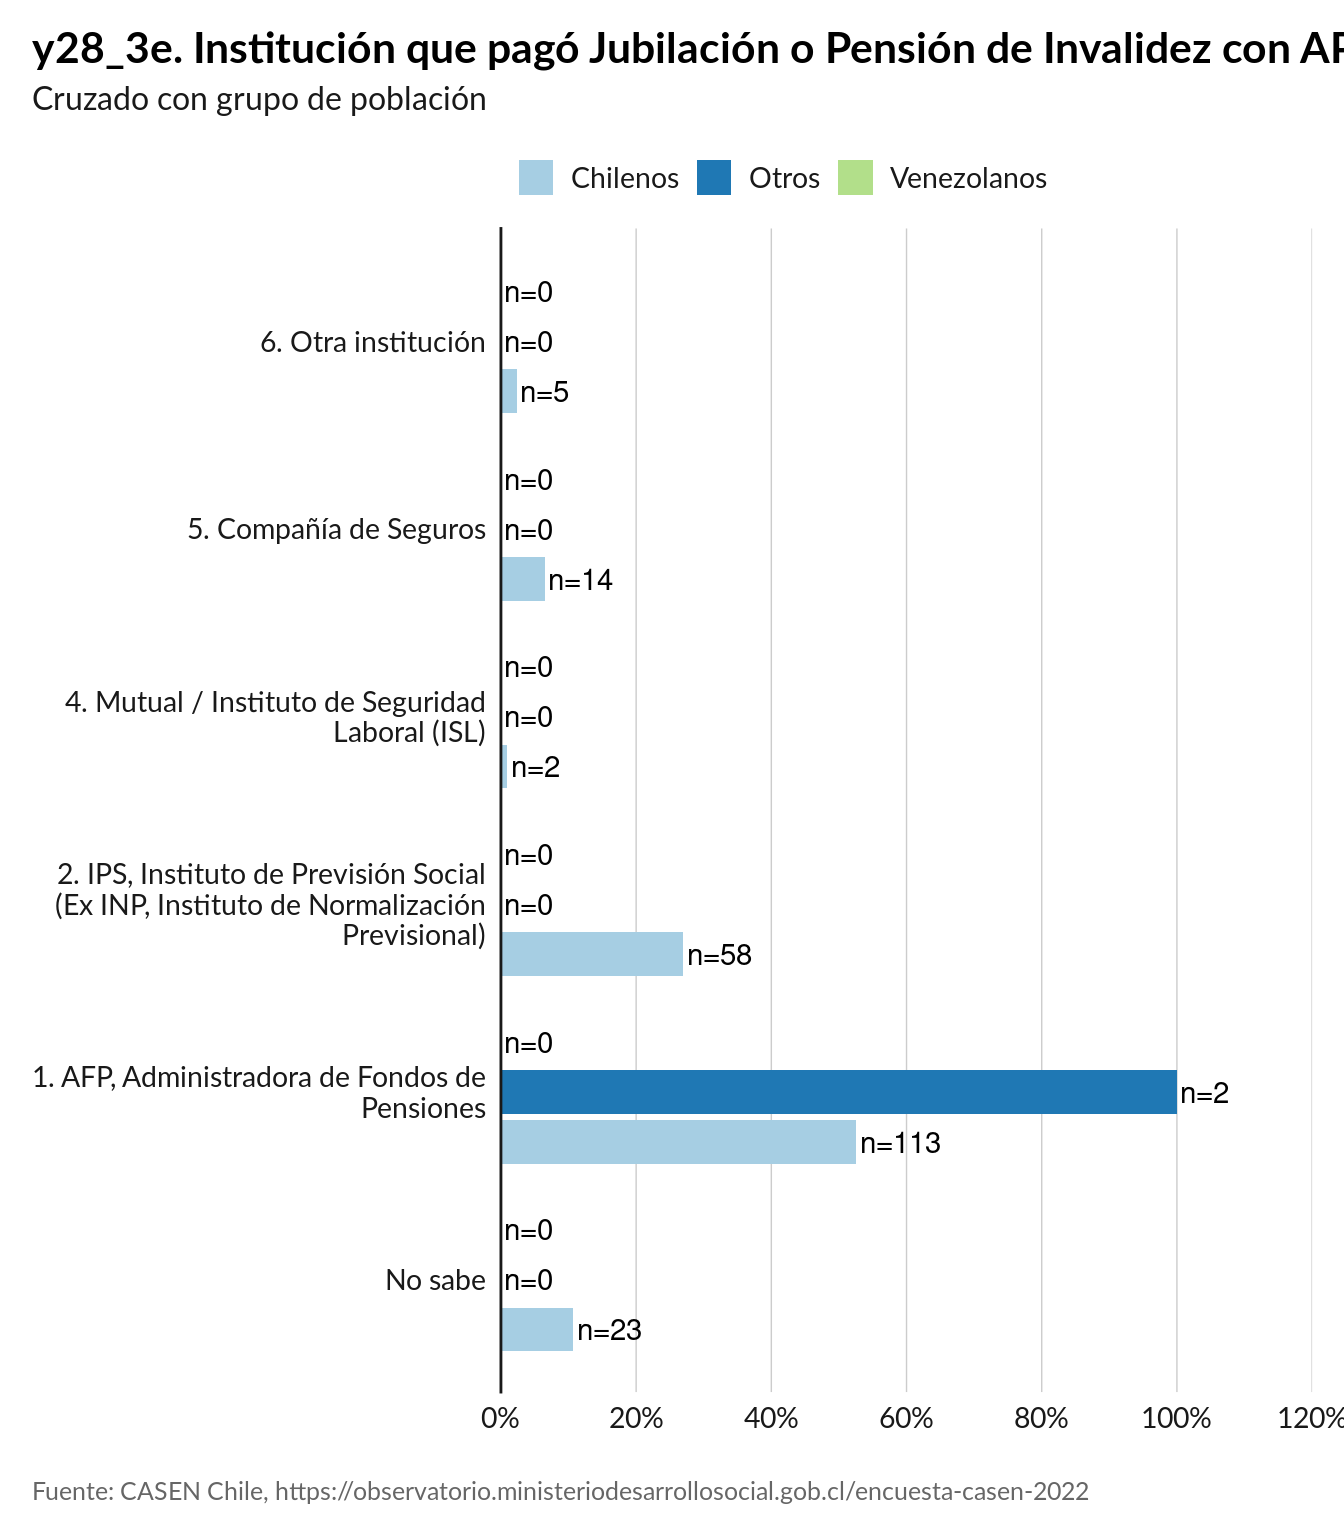 y28_3e. Institución que pagó Jubilación o Pensión de Invalidez con
Cruzado con grupo de población
Chilenos Otros Venezolanos
n=0
6. Otra institución n=0
n=5
n=0
5. Compañía de Seguros n=0
n=14
n=0
4. Mutual / Instituto de Seguridad
Laboral (ISL)
n=0
n=2
n=0
2. IPS, Instituto de Previsión Social
(Ex INP, Instituto de Normalización
Previsional)
n=0
n=58
n=0
1. AFP, Administradora de Fondos de
Pensiones
n=2
n=113
n=0
No sabe n=0
n=23
0% 20% 40% 60% 80% 100% 120%
Fuente: CASEN Chile, https://observatorio.ministeriodesarrollosocial.gob.cl/encuesta-casen-2022